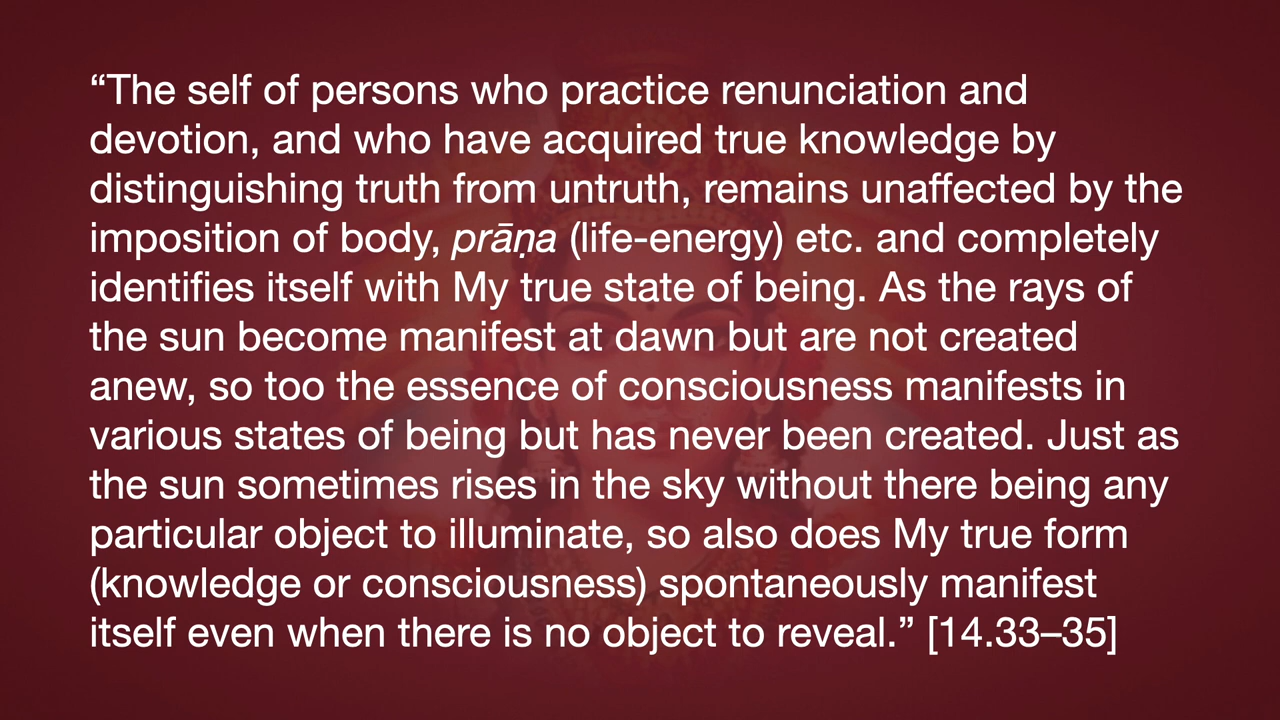 “The self of persons who practice renunciation and
devotion, and who have acquired true knowledge by
distinguishing truth from untruth, remains unaffected by the
imposition of body, prāṇa (life-energy) etc. and completely
identifies itself with My true state of being. As the rays of
the sun become manifest at dawn but are not created
anew, so too the essence of consciousness manifests in
various states of being but has never been created. Just as
the sun sometimes rises in the sky without there being any
particular object to illuminate, so also does My true form
(knowledge or consciousness) spontaneously manifest
itself even when there is no object to reveal.” [14.33–35]